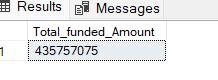 Results Messages
Total_funded_Amount
1 435757075